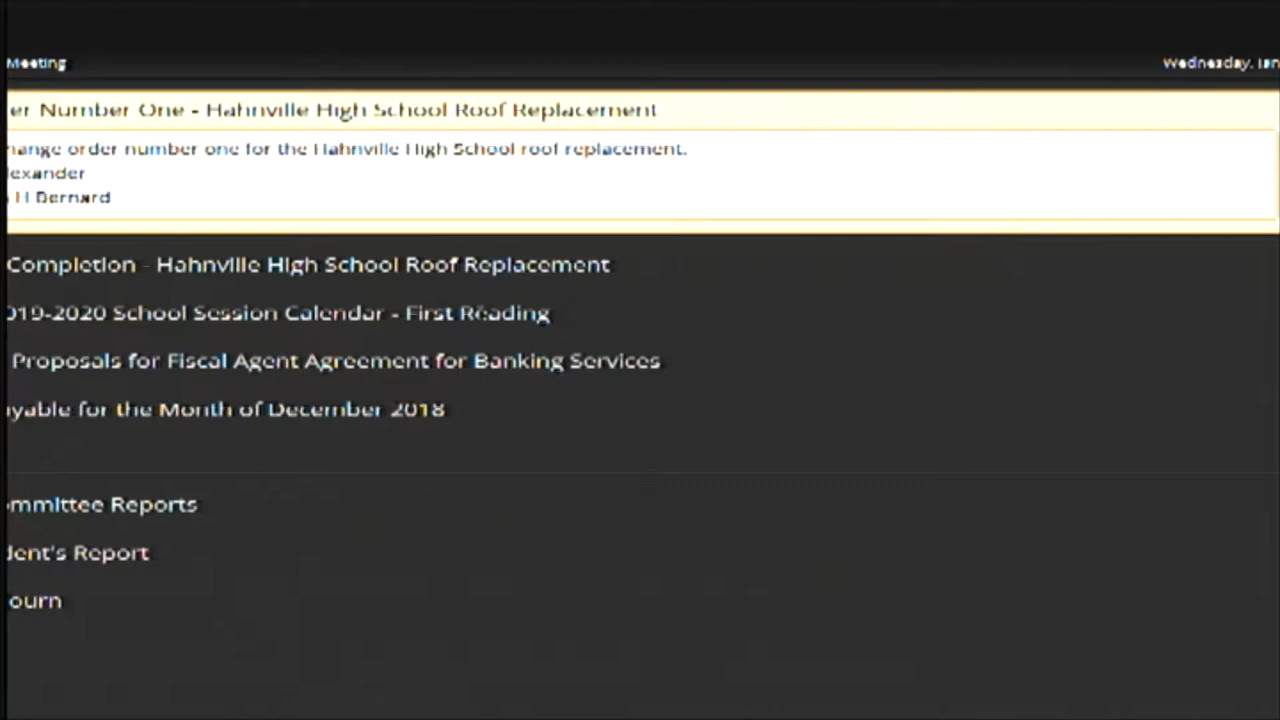 Meeting
Wednesday, Jan
er Number One - Hahnville High School Roof Replacement
hange order number one for the Hahnville High School roof replacement.
lexander
H Bernard
Completion - Hahnville High School Roof Replacement
019-2020 School Session Calendar - First Reading
Proposals for Fiscal Agent Agreement for Banking Services
yable for the Month of December 2018
ommittee Reports
dent's Report
ourn